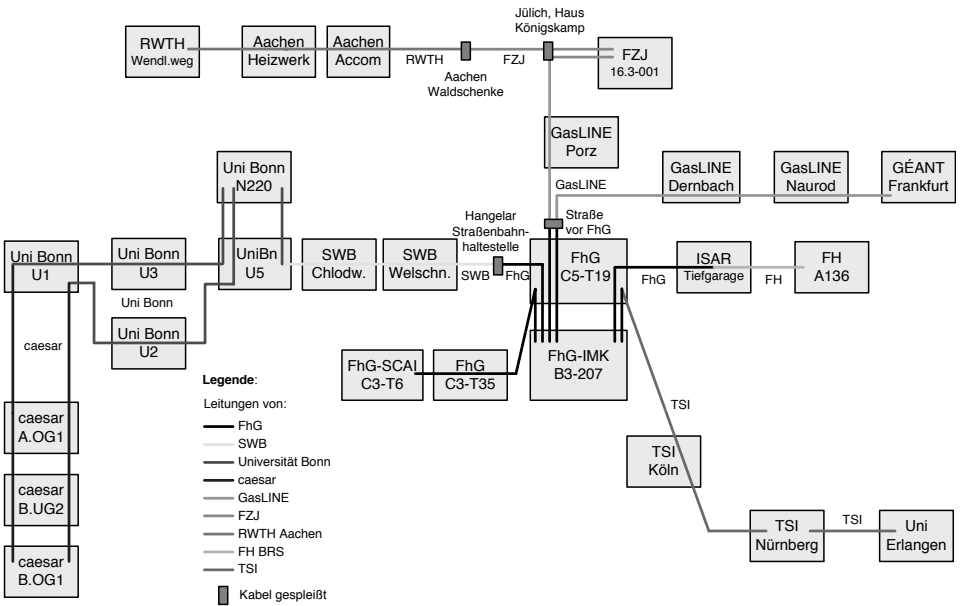 Jülich, Haus
Königskamp
RWTH
Wendl.weg
Aachen
Heizwerk
Aachen
Accom
RWTH
FZJ
FZJ
16.3-001
Aachen
Waldschenke
GasLINE
Porz
Uni Bonn
N220
GasLINE
GasLINE
Dernbach
GasLINE
Naurod
GÉANT
Frankfurt
Hangelar
Straßenbahn-
haltestelle
Straße
vor FhG
Uni Bonn
U1
Uni Bonn
U3
UniBn
U5
SWB
Chlodw.
SWB
Welschn.
SWB
FhG
FhG
C5-T19
FhG
ISAR
Tiefgarage
FH
FH
A136
Uni Bonn
Uni Bonn
U2
caesar
FhG-SCAI
C3-T6
FhG
C3-T35
FhG-IMK
B3-207
TSI
TSI
Köln
TSI
Nürnberg
TSI
Uni
Erlangen
caesar
A.OG1
caesar
B.UG2
caesar
B.OG1
Legende:
Leitungen von:
FhG
SWB
Universität Bonn
caesar
GasLINE
FZJ
RWTH Aachen
FH BRS
TSI
Kabel gespleißt